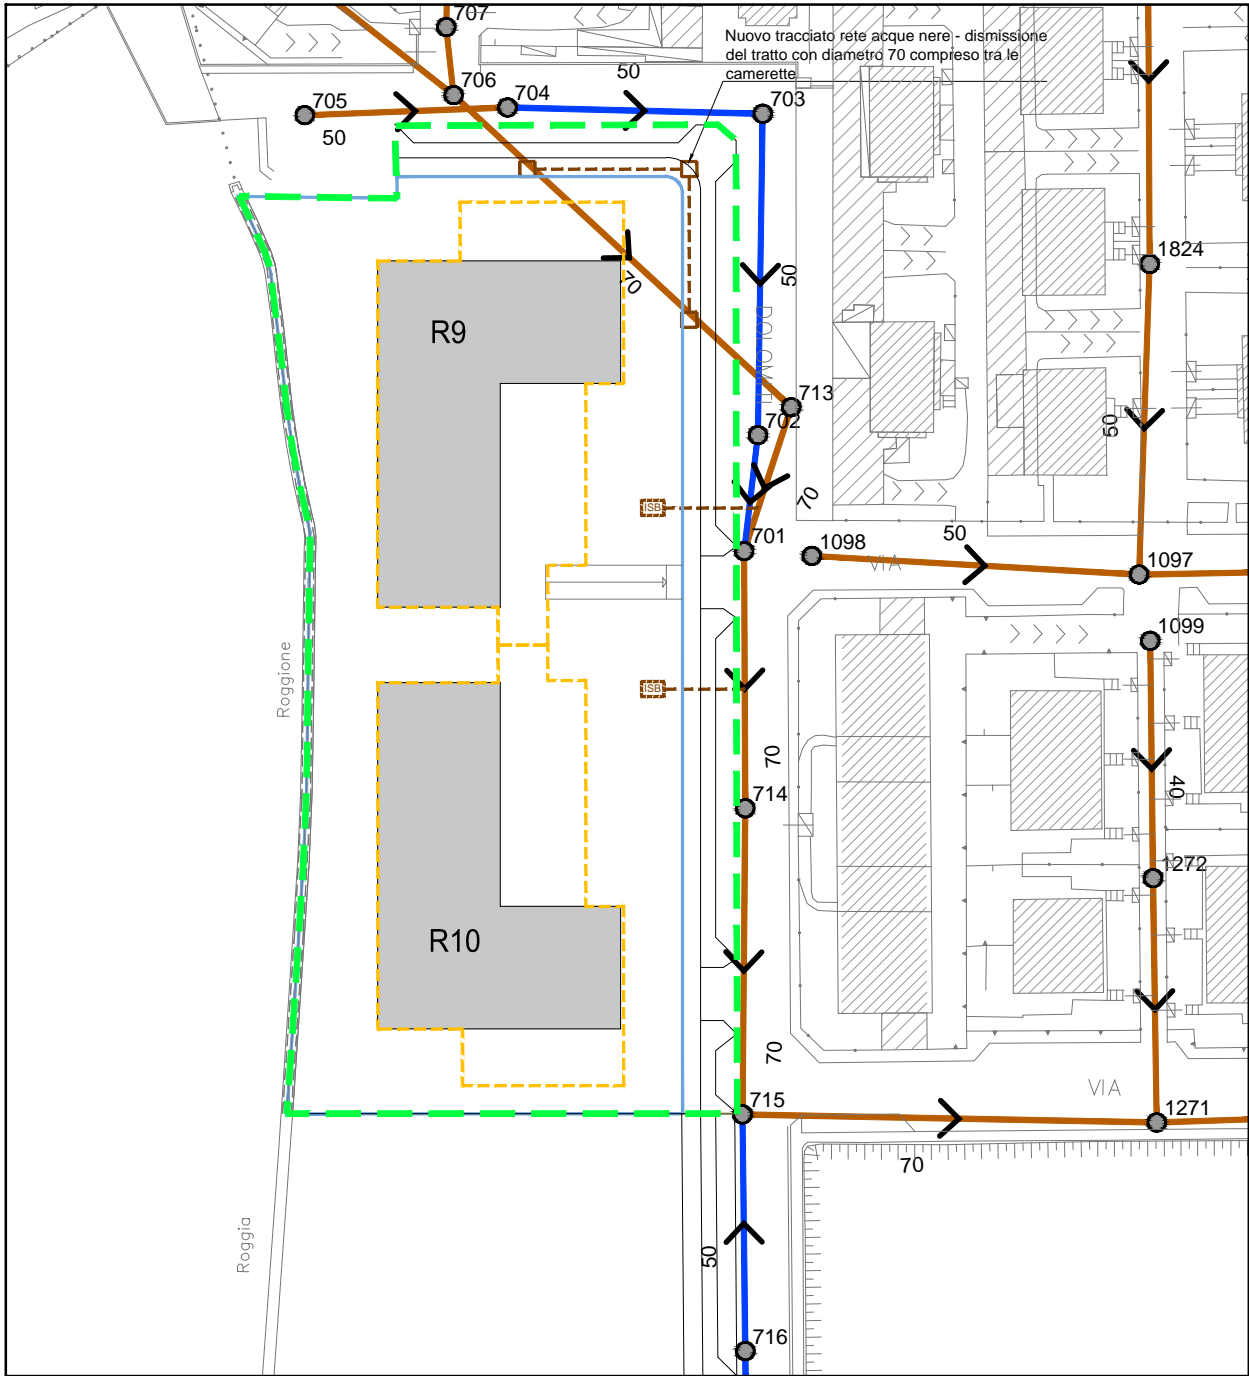 707
Nuovo tracciato rete acque nere - dismissione
del tratto con diametro 70 compreso tra le
camerette
50
706
705
704
703
50
50
1824
70
R9
713
702
50
70
701
1098
50
VIA
1097
ISB
1099
Roggione
ISB
70
40
714
1272
R10
70
VIA
715
1271
70
Roggia
50
716